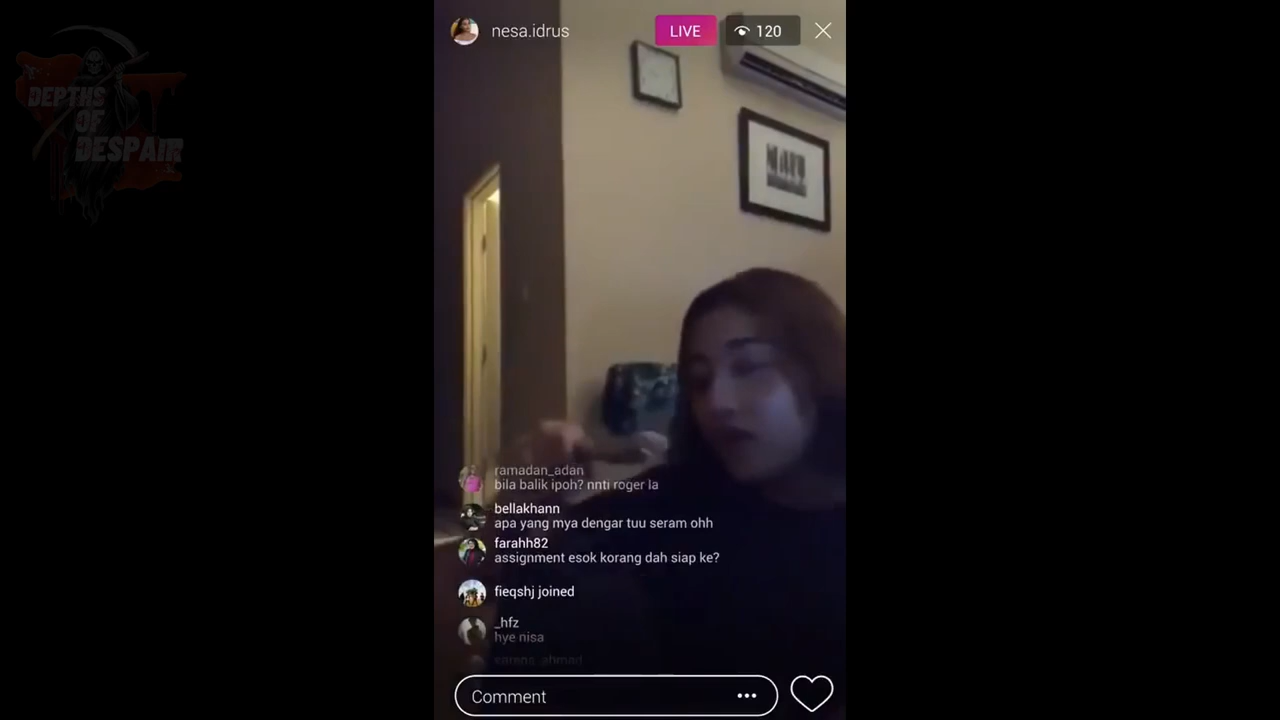 DEPTHS
OF
DESPAIR
nesa.idrus
LIVE
120
ramadan_adan
bila balik ipoh? nnti roger la
bellakhann
apa yang mya dengar tuu seram ohh
farahh82
assignment esok korang dah siap ke?
fieqshj joined
_hfz
hye nisa
Comment